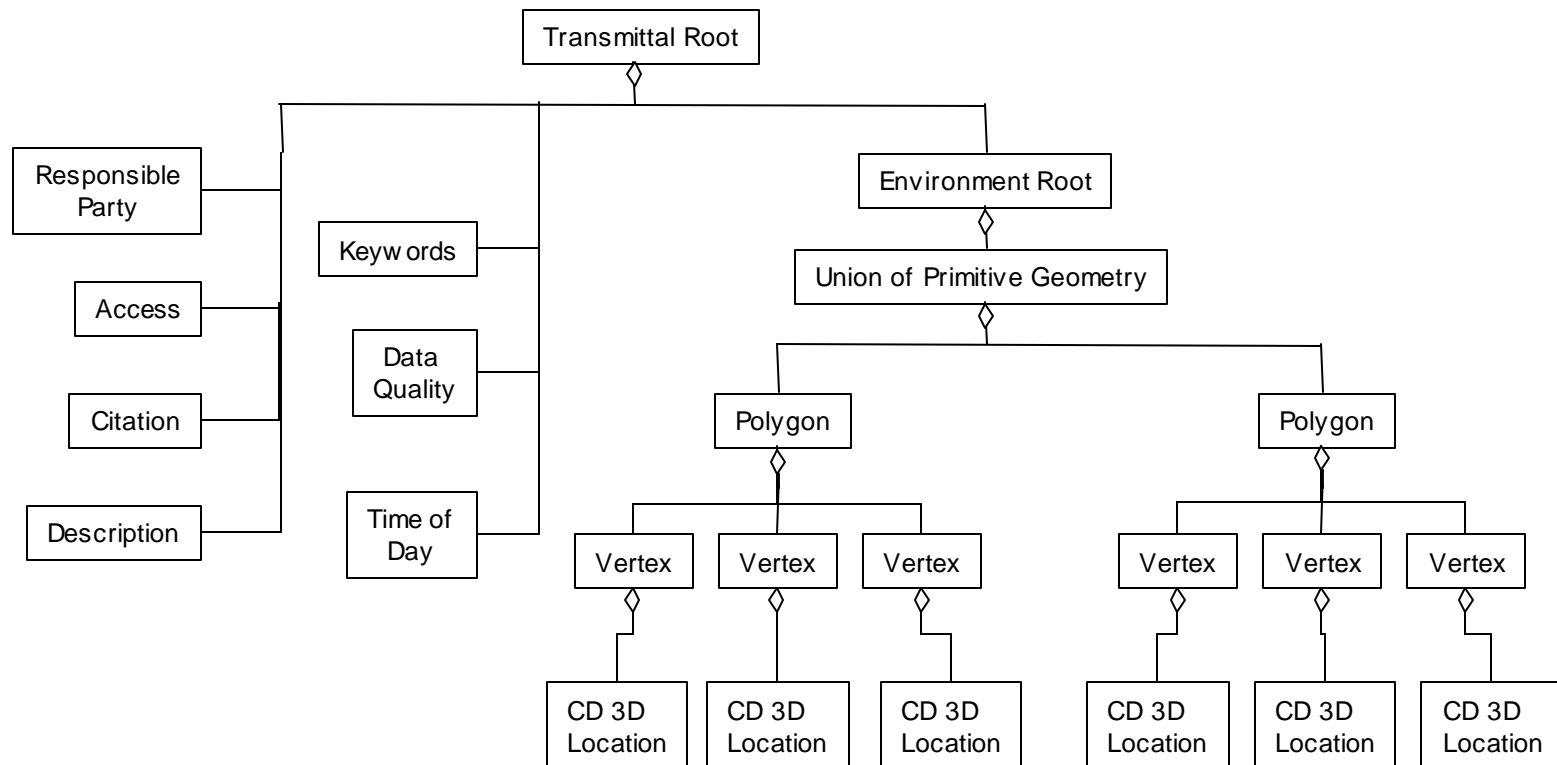 Transmittal Root
Responsible
Party
Environment Root
Keywords
Union of Primitive Geometry
Access
Data
Quality
Citation
Polygon
Polygon
Description
Time of
Day
Vertex
Vertex
Vertex
Vertex
Vertex
Vertex
CD 3D
Location
CD 3D
Location
CD 3D
Location
CD 3D
Location
CD 3D
Location
CD 3D
Location